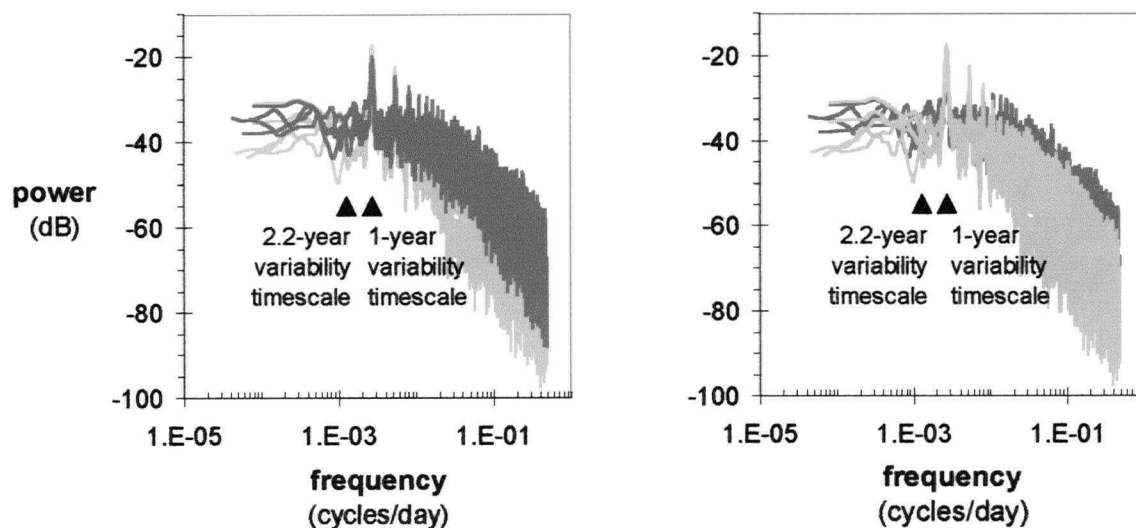 -20
-40
power
-60
(dB)
2.2-year 1-year
variability variability
timescale timescale
-80
-100
1.E-05 1.E-03 1.E-01
frequency
(cycles/day)
-20
-40
-60
2.2-year 1-year
variability variability
timescale timescale
-80
-100
1.E-05 1.E-03 1.E-01
frequency
(cycles/day)